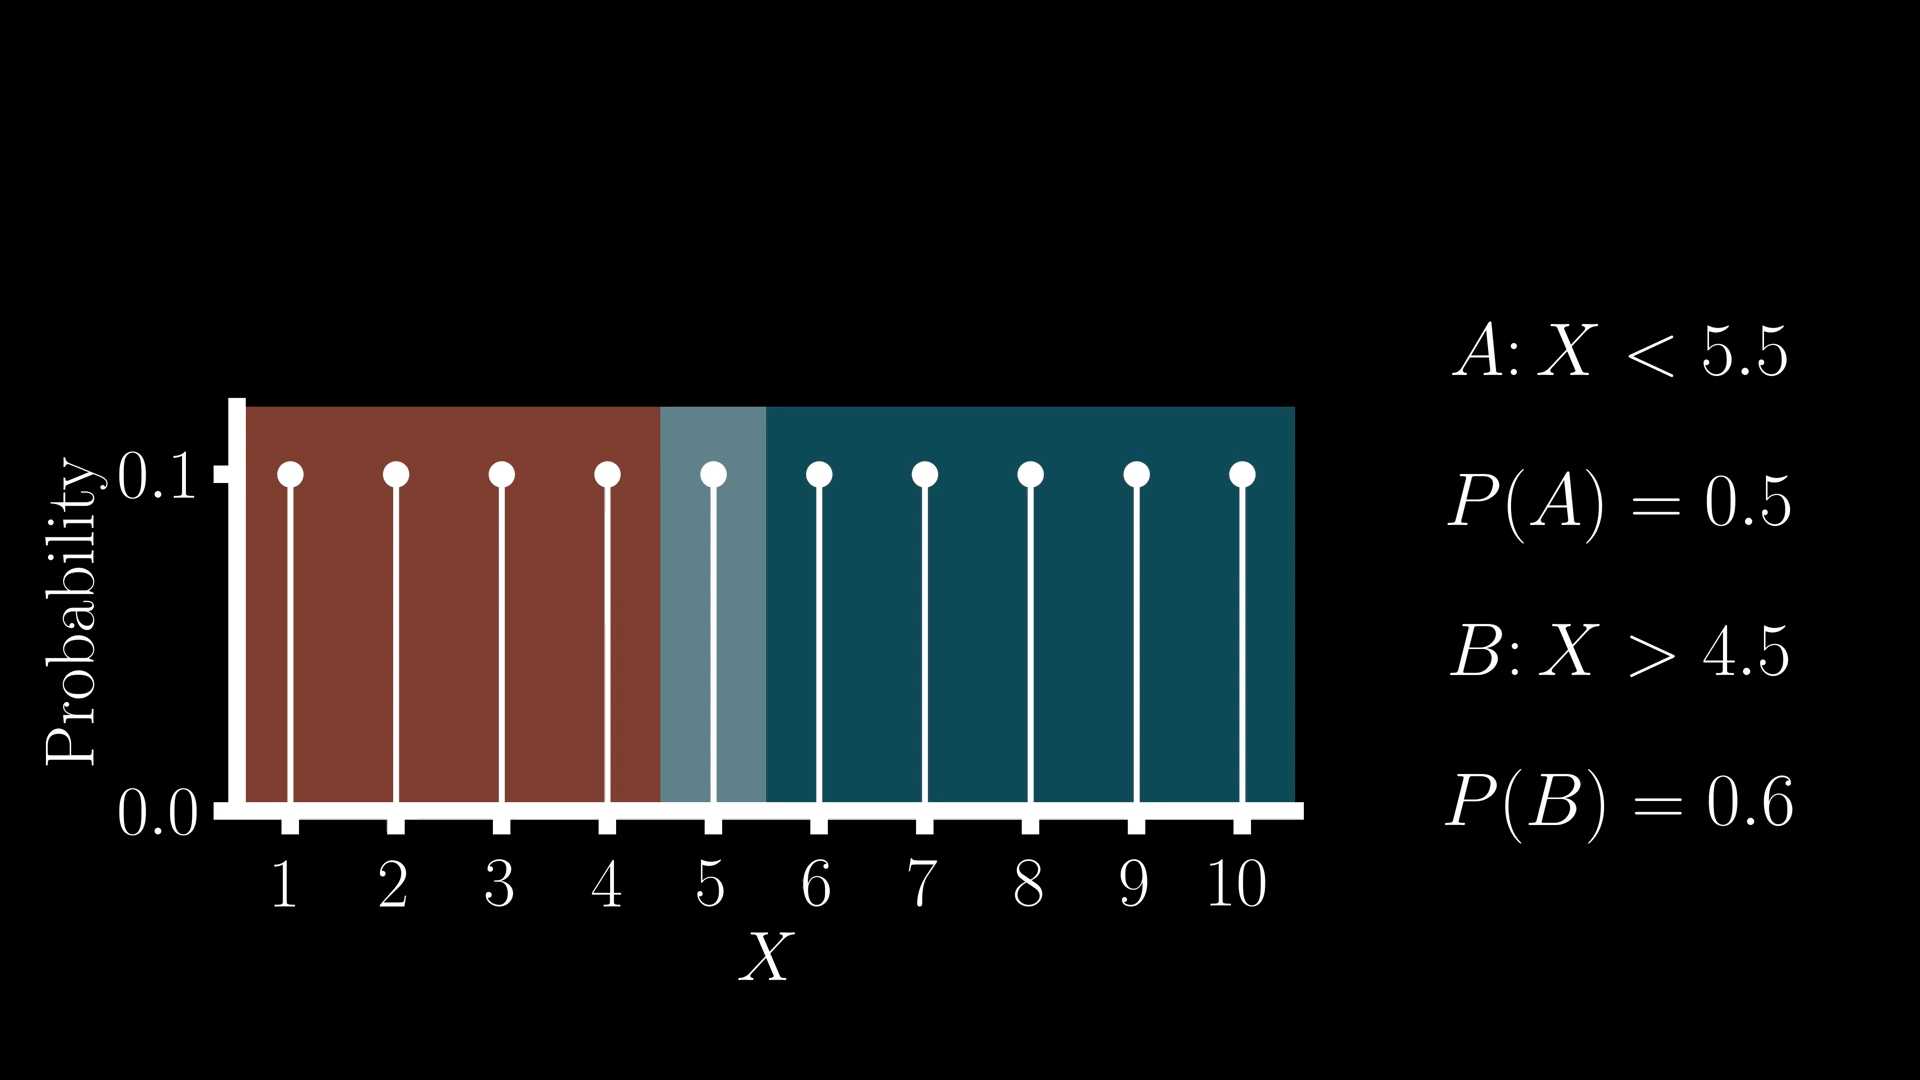 Probability
0.1
0.0
1 2 3 4 5 6 7 8 9 10
X
A: X < 5.5
P(A) = 0.5
B: X > 4.5
P(B) = 0.6